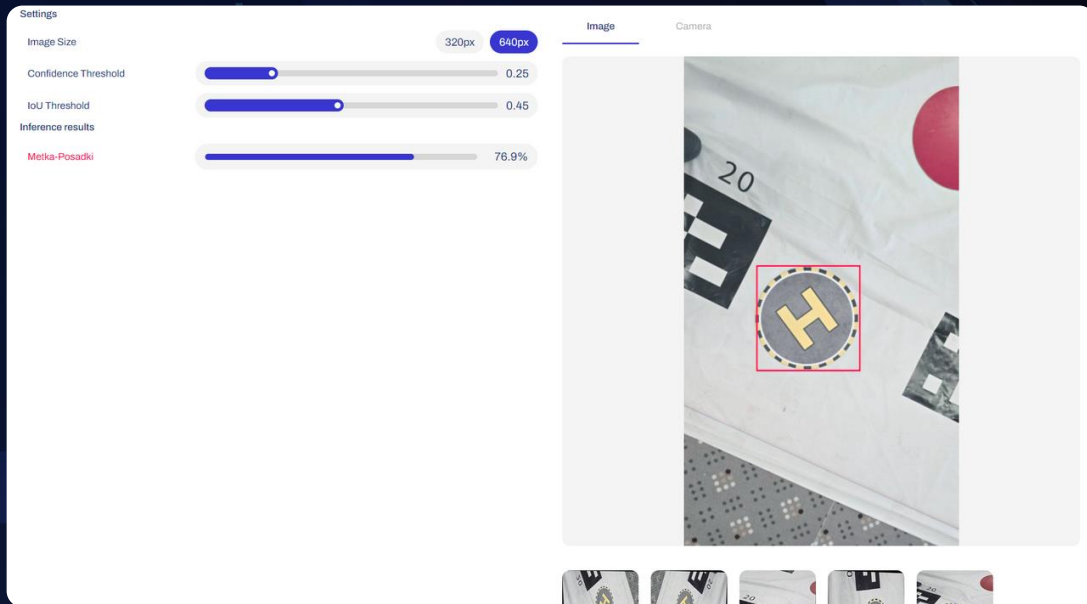 Settings
Image Size
320px 640px
Confidence Threshold
0.25
IoU Threshold
0.45
Inference results
Metka-Posadki
76.9%
Image Camera
20
H
20